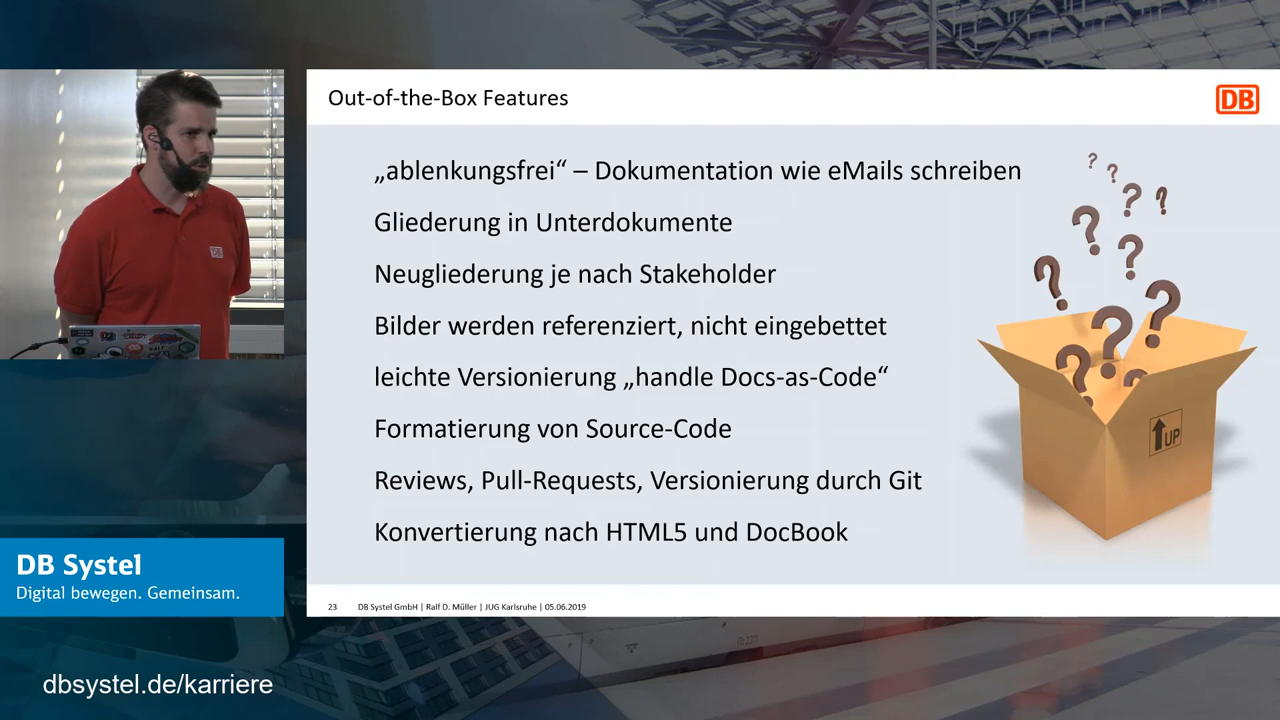 Out-of-the-Box Features
DB
„ablenkungsfrei“ – Dokumentation wie eMails schreiben
Gliederung in Unterdokumente
Neugliederung je nach Stakeholder
Bilder werden referenziert, nicht eingebettet
leichte Versionierung „handle Docs-as-Code“
Formatierung von Source-Code
UP
Reviews, Pull-Requests, Versionierung durch Git
Konvertierung nach HTML5 und DocBook
23 DB Systel GmbH | Ralf D. Müller | JUG Karlsruhe | 05.06.2019
DB
DB Systel
Digital bewegen. Gemeinsam.
dbsystel.de/karriere